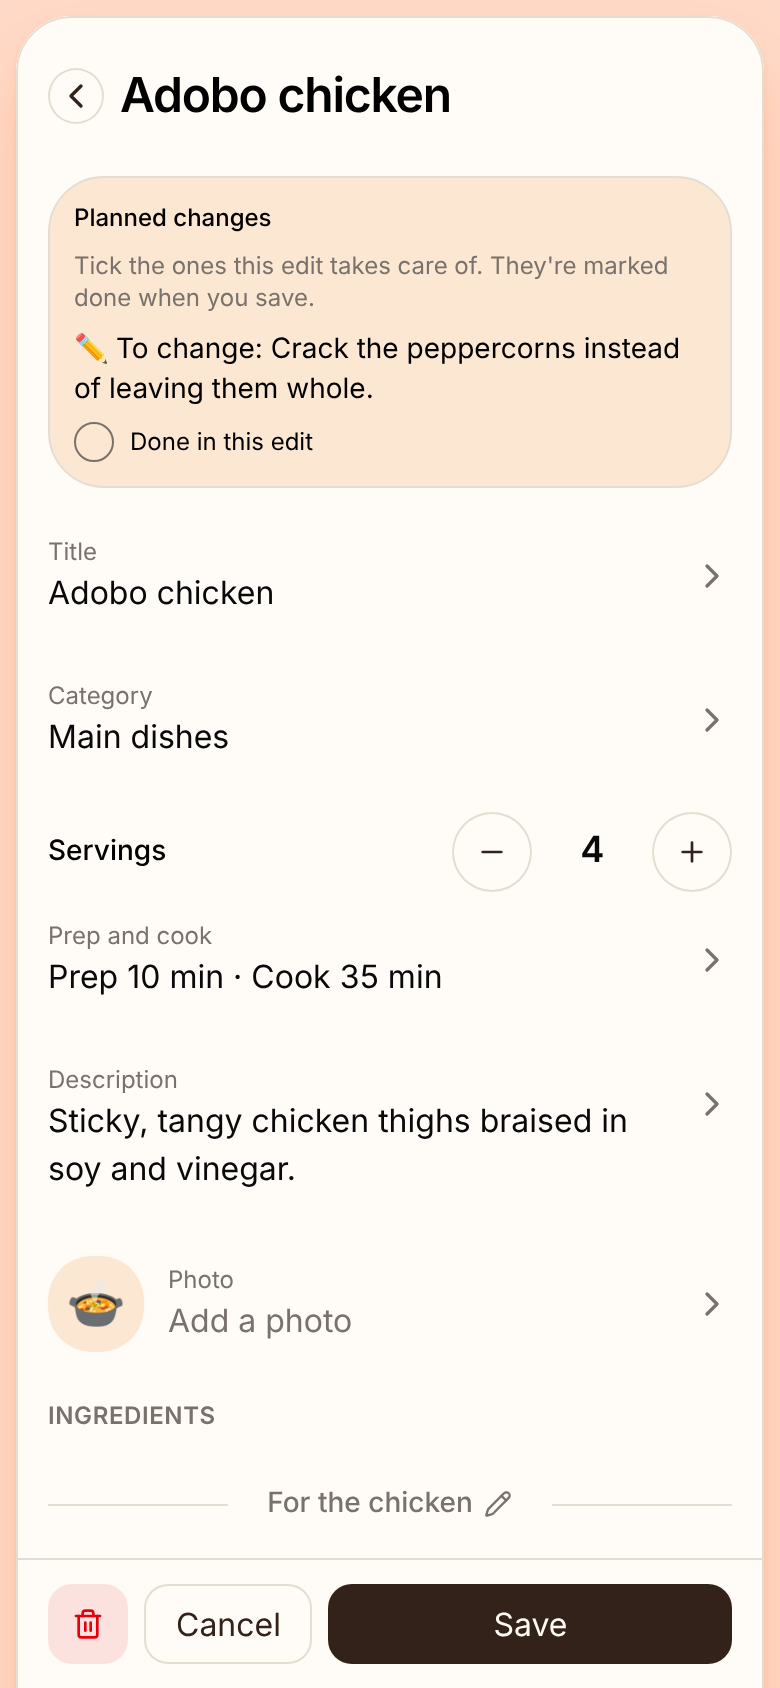 Adobo chicken
Planned changes
Tick the ones this edit takes care of. They're marked
done when you save.
✏️ To change: Crack the peppercorns instead
of leaving them whole.
Done in this edit
Title
Adobo chicken
Category
Main dishes
Servings
4
Prep and cook
Prep 10 min · Cook 35 min
Description
Sticky, tangy chicken thighs braised in
soy and vinegar.
Photo
Add a photo
INGREDIENTS
For the chicken
Cancel
Save